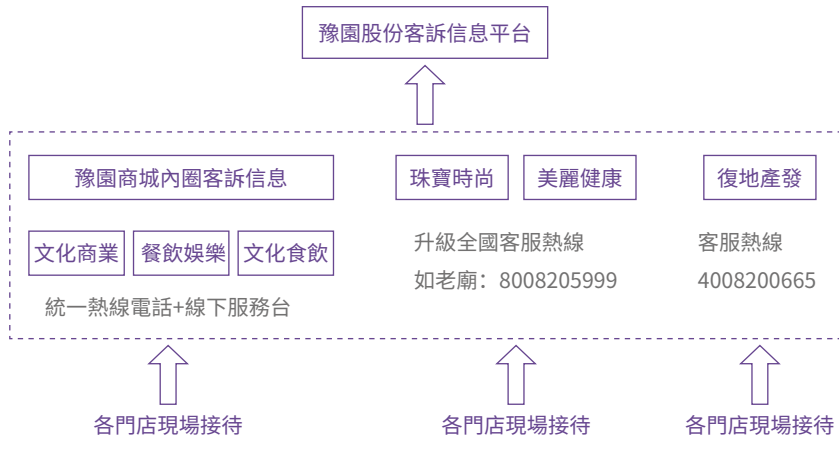 豫園股份客訴信息平台
豫園商城內圈客訴信息
文化商業
餐飲娛樂
文化食飲
統一熱線電話+線下服務台
珠寶時尚
美麗健康
升級全國客服熱線
如老廟：8008205999
復地產發
客服熱線
4008200665
各門店現場接待
各門店現場接待
各門店現場接待